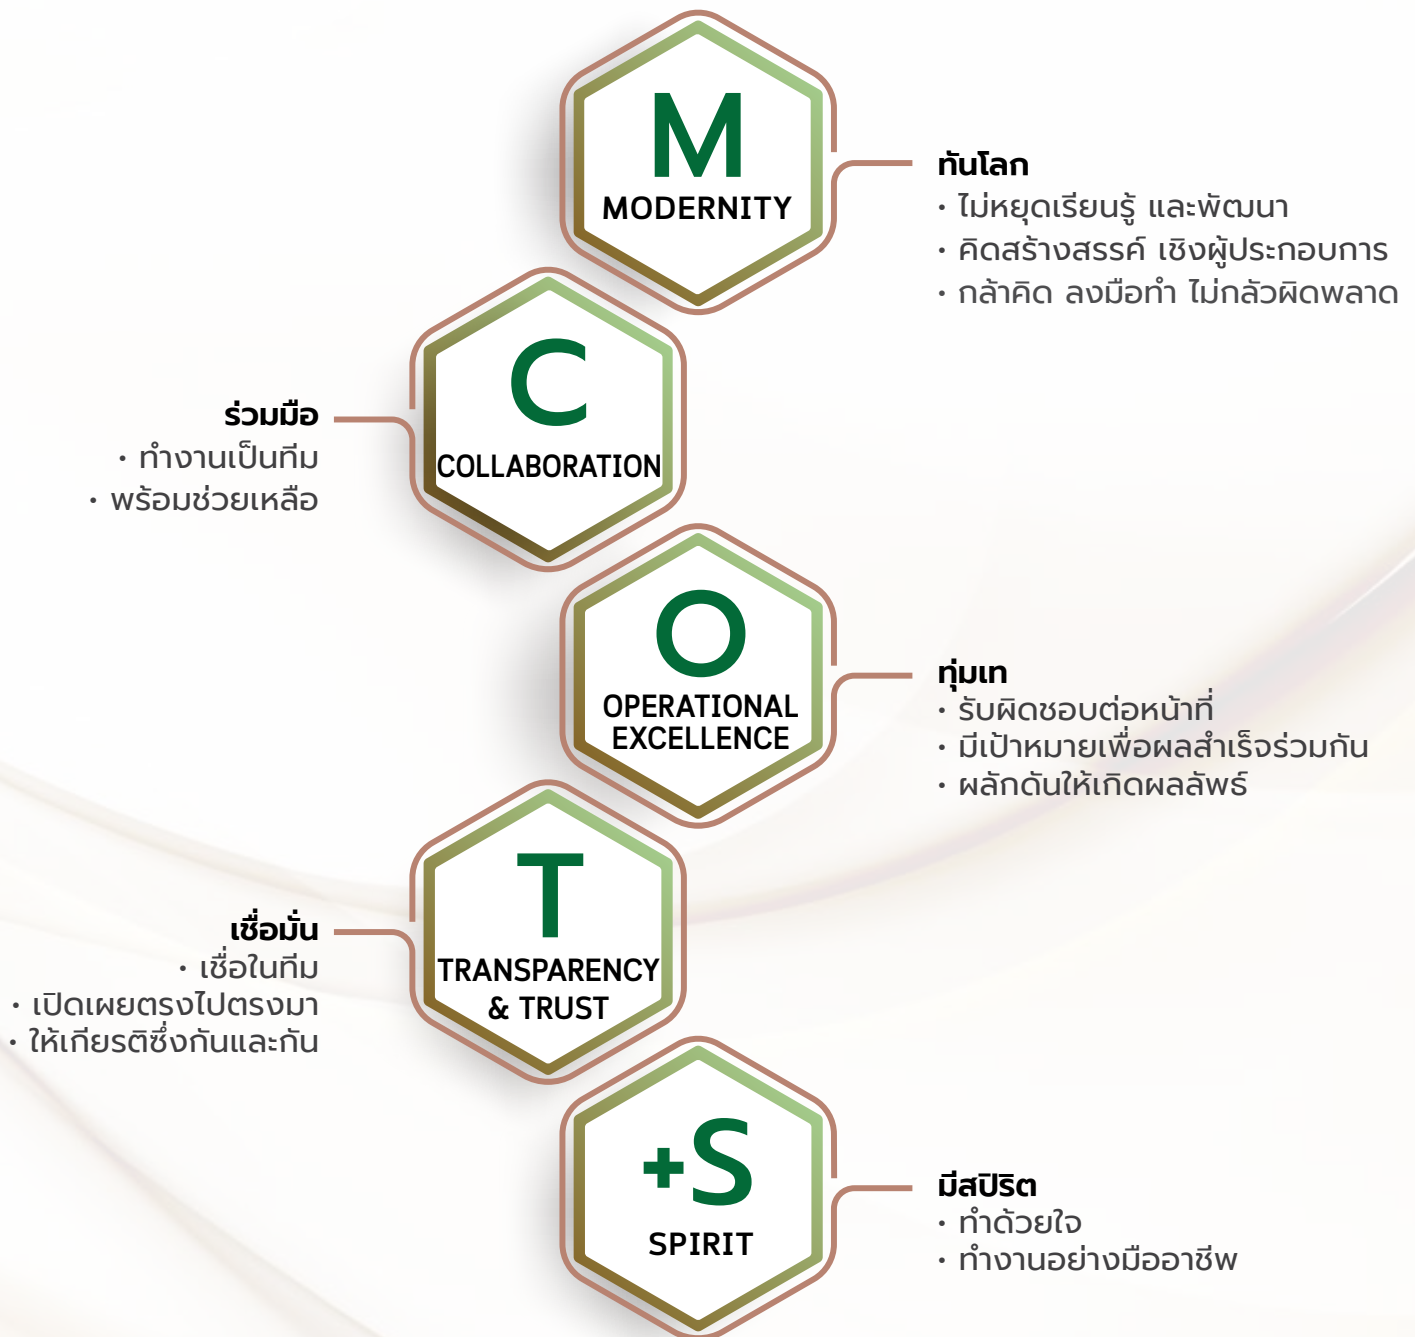 M
MODERNITY
ทันโลก
• ไม่หยุดเรียนรู้ และพัฒนา
• คิดสร้างสรรค์ เชิงผู้ประกอบการ
• กล้าคิด ลงมือทำ ไม่กลัวผิดพลาด
C
COLLABORATION
ร่วมมือ
• ทำงานเป็นทีม
• พร้อมช่วยเหลือ
O
OPERATIONAL
EXCELLENCE
ทุ่มเท
• รับผิดชอบต่อหน้าที่
• มีเป้าหมายเพื่อผลสำเร็จร่วมกัน
• ผลักดันให้เกิดผลลัพธ์
T
TRANSPARENCY
& TRUST
เชื่อมั่น
• เชื่อในทีม
• เปิดเผยตรงไปตรงมา
• ให้เกียรติซึ่งกันและกัน
+S
SPIRIT
มีสปิริต
• ทำด้วยใจ
• ทำงานอย่างมืออาชีพ